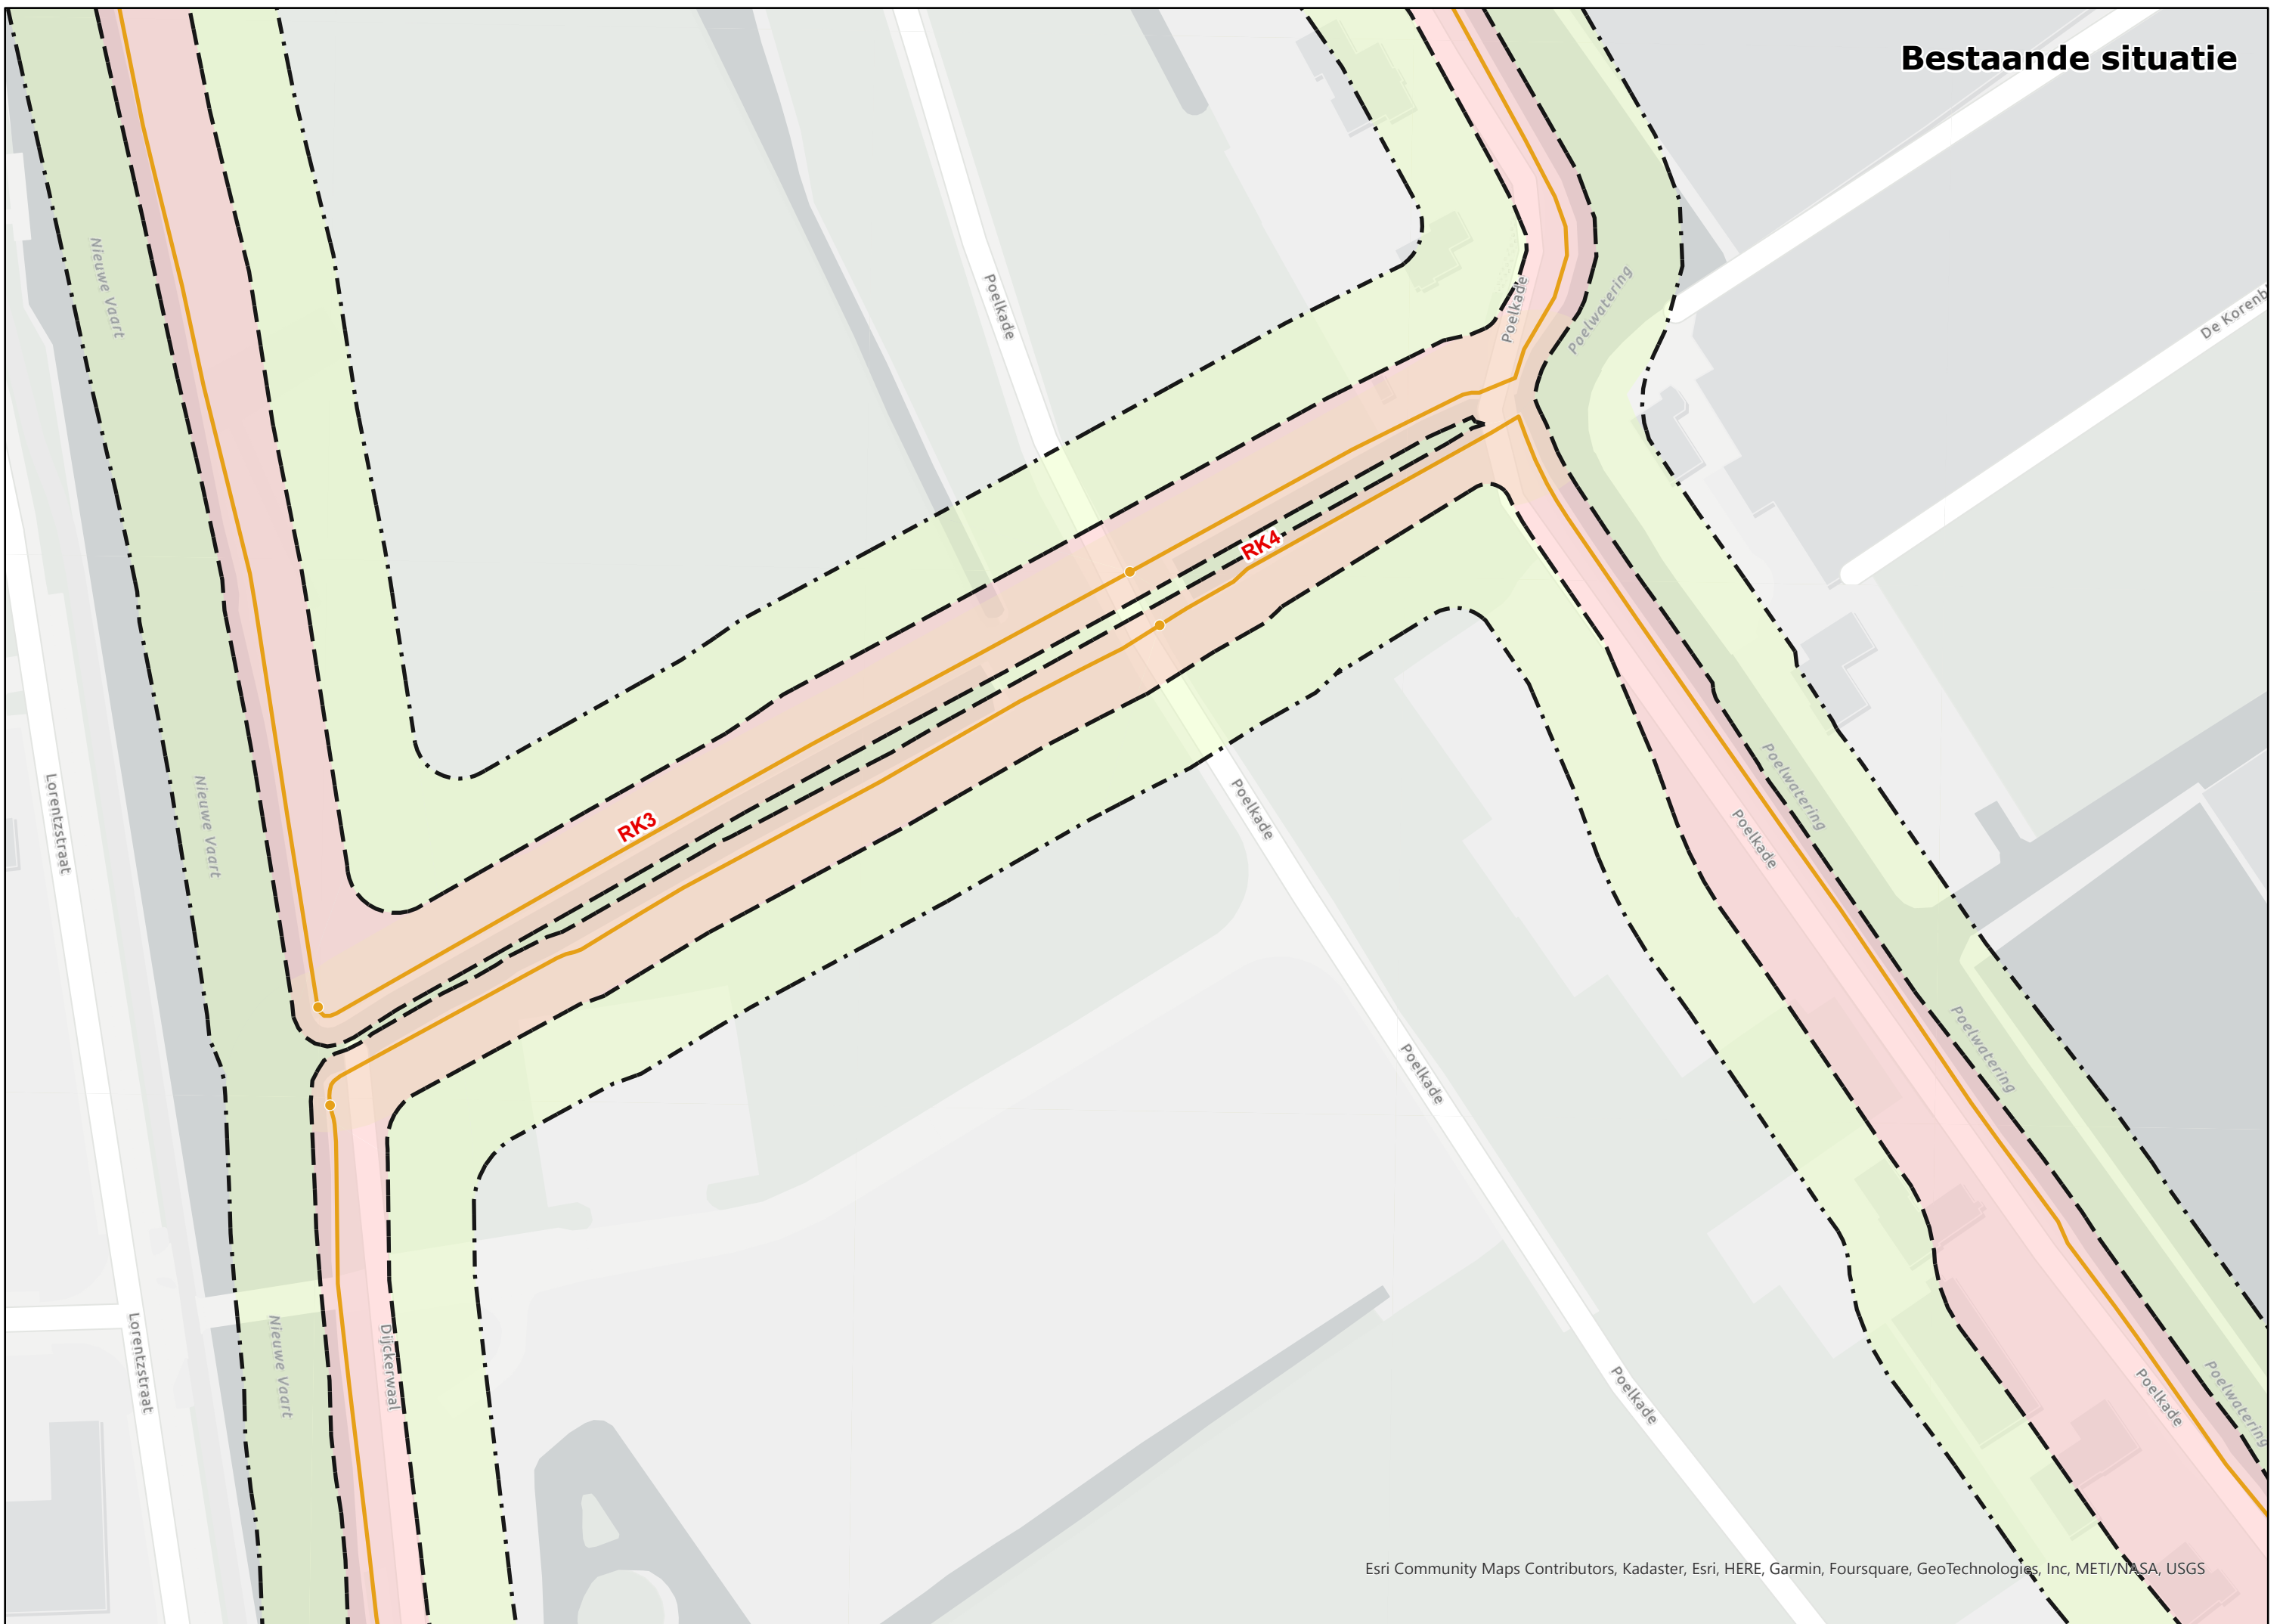 Bestaande situatie
Nieuwe Vaart
Poelkade
Poelkade
Poelwatering
De Korenb
RK4
Lorentzstraat
Nieuwe Vaart
RK3
Poelkade
Poelkade
Poelwatering
Poelkade
Poelwatering
Lorentzstraat
Nieuwe Vaart
Dijckerwaal
Poelkade
Poelkade
Poelwatering
Esri Community Maps Contributors, Kadaster, Esri, HERE, Garmin, Foursquare, GeoTechnologies, Inc, METI/NASA, USGS